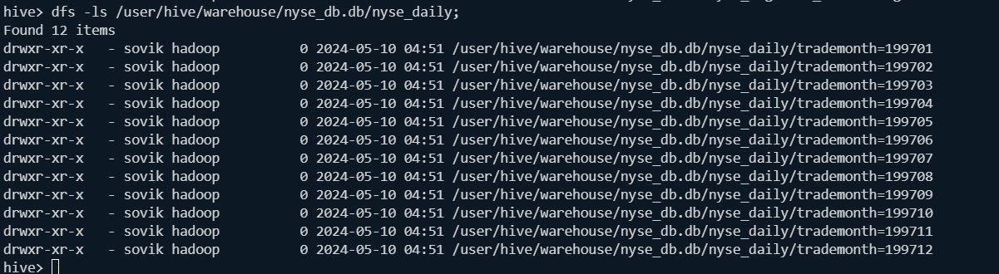 hive> dfs -ls /user/hive/warehouse/nyse_db.db/nyse_daily;
Found 12 items
drwxr-xr-x   - sovik hadoop          0 2024-05-10 04:51 /user/hive/warehouse/nyse_db.db/nyse_daily/trademonth=199701
drwxr-xr-x   - sovik hadoop          0 2024-05-10 04:51 /user/hive/warehouse/nyse_db.db/nyse_daily/trademonth=199702
drwxr-xr-x   - sovik hadoop          0 2024-05-10 04:51 /user/hive/warehouse/nyse_db.db/nyse_daily/trademonth=199703
drwxr-xr-x   - sovik hadoop          0 2024-05-10 04:51 /user/hive/warehouse/nyse_db.db/nyse_daily/trademonth=199704
drwxr-xr-x   - sovik hadoop          0 2024-05-10 04:51 /user/hive/warehouse/nyse_db.db/nyse_daily/trademonth=199705
drwxr-xr-x   - sovik hadoop          0 2024-05-10 04:51 /user/hive/warehouse/nyse_db.db/nyse_daily/trademonth=199706
drwxr-xr-x   - sovik hadoop          0 2024-05-10 04:51 /user/hive/warehouse/nyse_db.db/nyse_daily/trademonth=199707
drwxr-xr-x   - sovik hadoop          0 2024-05-10 04:51 /user/hive/warehouse/nyse_db.db/nyse_daily/trademonth=199708
drwxr-xr-x   - sovik hadoop          0 2024-05-10 04:51 /user/hive/warehouse/nyse_db.db/nyse_daily/trademonth=199709
drwxr-xr-x   - sovik hadoop          0 2024-05-10 04:51 /user/hive/warehouse/nyse_db.db/nyse_daily/trademonth=199710
drwxr-xr-x   - sovik hadoop          0 2024-05-10 04:51 /user/hive/warehouse/nyse_db.db/nyse_daily/trademonth=199711
drwxr-xr-x   - sovik hadoop          0 2024-05-10 04:51 /user/hive/warehouse/nyse_db.db/nyse_daily/trademonth=199712
hive>